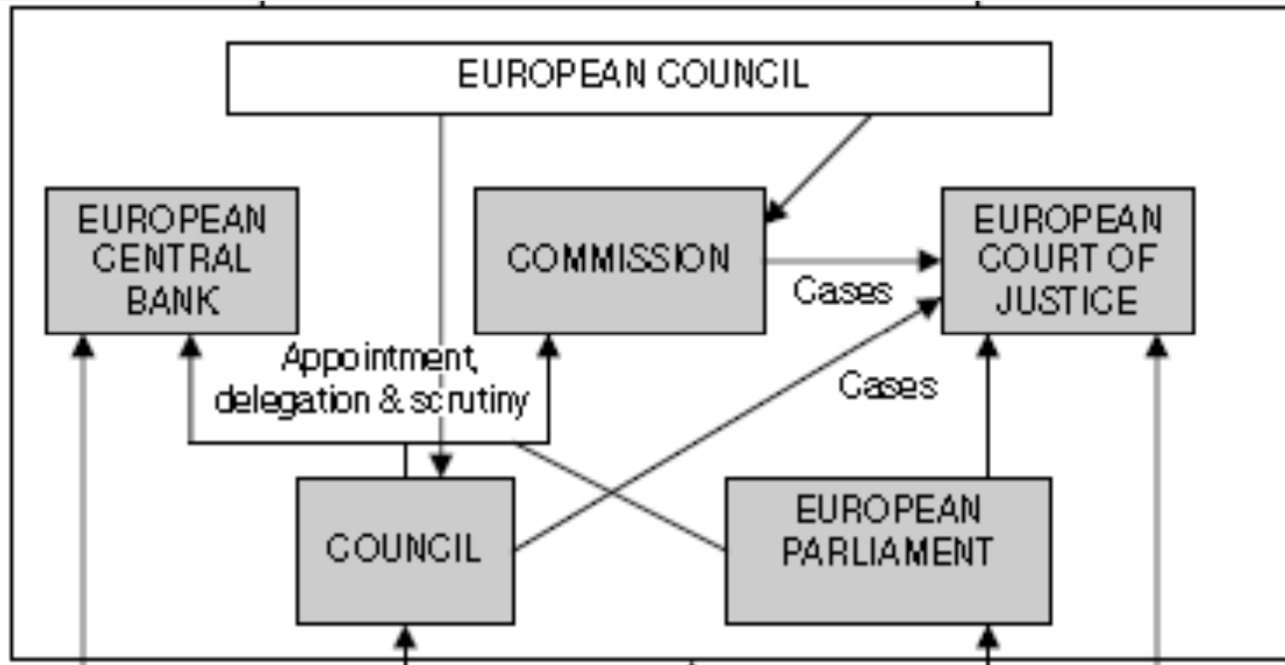 EUROPEAN COUNCIL
EUROPEAN
CENTRAL
BANK
COMMISSION
EUROPEAN
COURT OF
JUSTICE
Cases
Appointment,
delegation & scrutiny
Cases
COUNCIL
EUROPEAN
PARLIAMENT